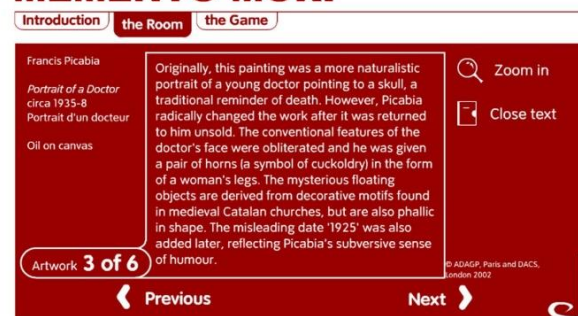 Introduction
the Room
the Game
Francis Picabia
Portrait of a Doctor
circa 1935-8
Portrait d'un docteur
Oil on canvas
Artwork 3 of 6
Originally, this painting was a more naturalistic
portrait of a young doctor pointing to a skull, a
traditional reminder of death. However, Picabia
radically changed the work after it was returned
to him unsold. The conventional features of the
doctor's face were obliterated and he was given
a pair of horns (a symbol of cuckoldry) in the form
of a woman's legs. The mysterious floating
objects are derived from decorative motifs found
in medieval Catalan churches, but are also phallic
in shape. The misleading date '1925' was also
added later, reflecting Picabia's subversive sense
of humour.
Zoom in
Close text
© ADAGP, Paris and DACS,
London 2002
Previous
Next